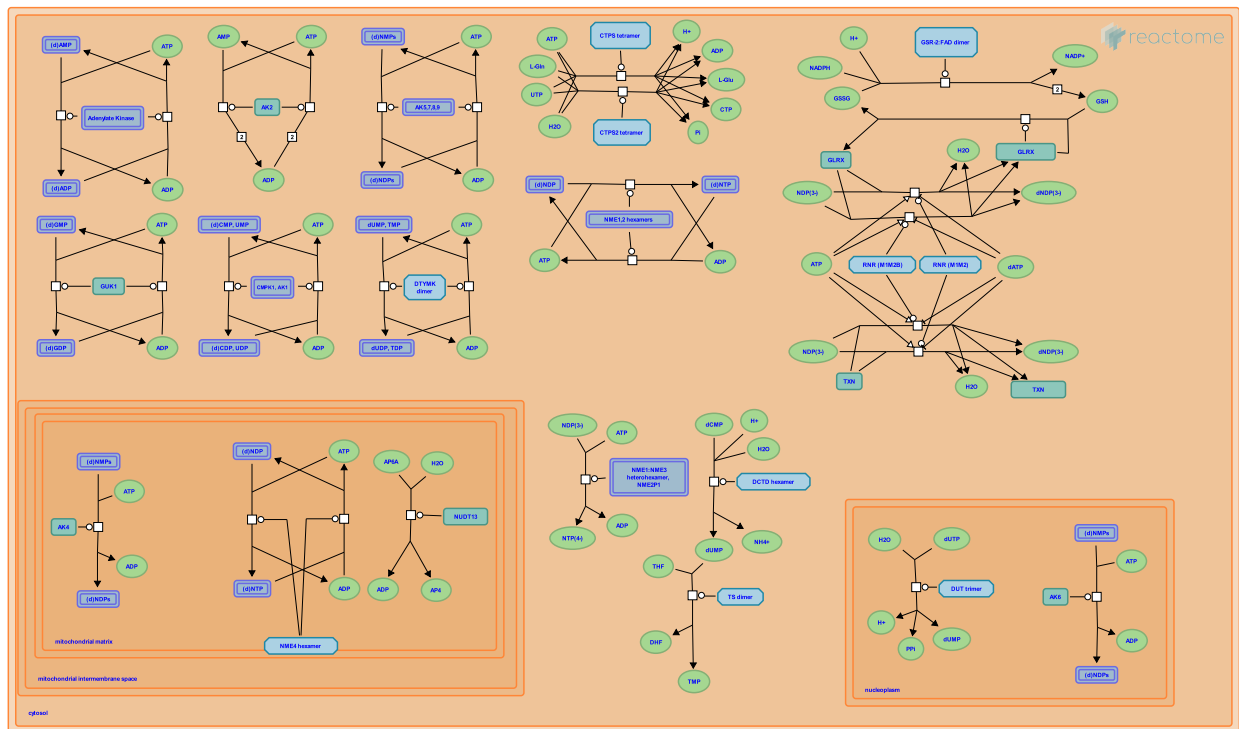 reactome
(d)AMP
ATP
Adenylate Kinase
(d)ADP
ADP
AMP
ATP
AK2
2
2
ADP
(d)NMPs
ATP
AK5,7,8,9
(d)NDPs
ADP
ATP
CTPS tetramer
H+
L-Gln
ADP
UTP
L-Glu
CTP
H2O
CTPS2 tetramer
Pi
(d)NDP
(d)NTP
NME1,2 hexamers
ATP
ADP
H+
GSR-2:FAD dimer
NADP+
NADPH
GSSG
2
GSH
GLRX
H2O
GLRX
NDP(3-)
dNDP(3-)
ATP
RNR (M1M2B)
RNR (M1M2)
dATP
NDP(3-)
dNDP(3-)
TXN
H2O
TXN
(d)GMP
ATP
GUK1
(d)GDP
ADP
(d)CMP, UMP
ATP
CMPK1, AK1
(d)CDP, UDP
ADP
dUMP, TMP
ATP
DTYMK
dimer
dUDP, TDP
ADP
(d)NMPs
ATP
AK4
ADP
(d)NDPs
(d)NDP
ATP
(d)NTP
ADP
NME4 hexamer
AP6A
H2O
NUDT13
ADP
AP4
mitochondrial matrix
mitochondrial intermembrane space
cytosol
NDP(3-)
ATP
NME1:NME3
heterohexamer,
NME2P1
NTP(4-)
ADP
dCMP
H+
H2O
DCTD hexamer
NH4+
dUMP
THF
TS dimer
DHF
TMP
H2O
dUTP
DUT trimer
H+
PPi
dUMP
(d)NMPs
ATP
AK6
ADP
(d)NDPs
nucleoplasm